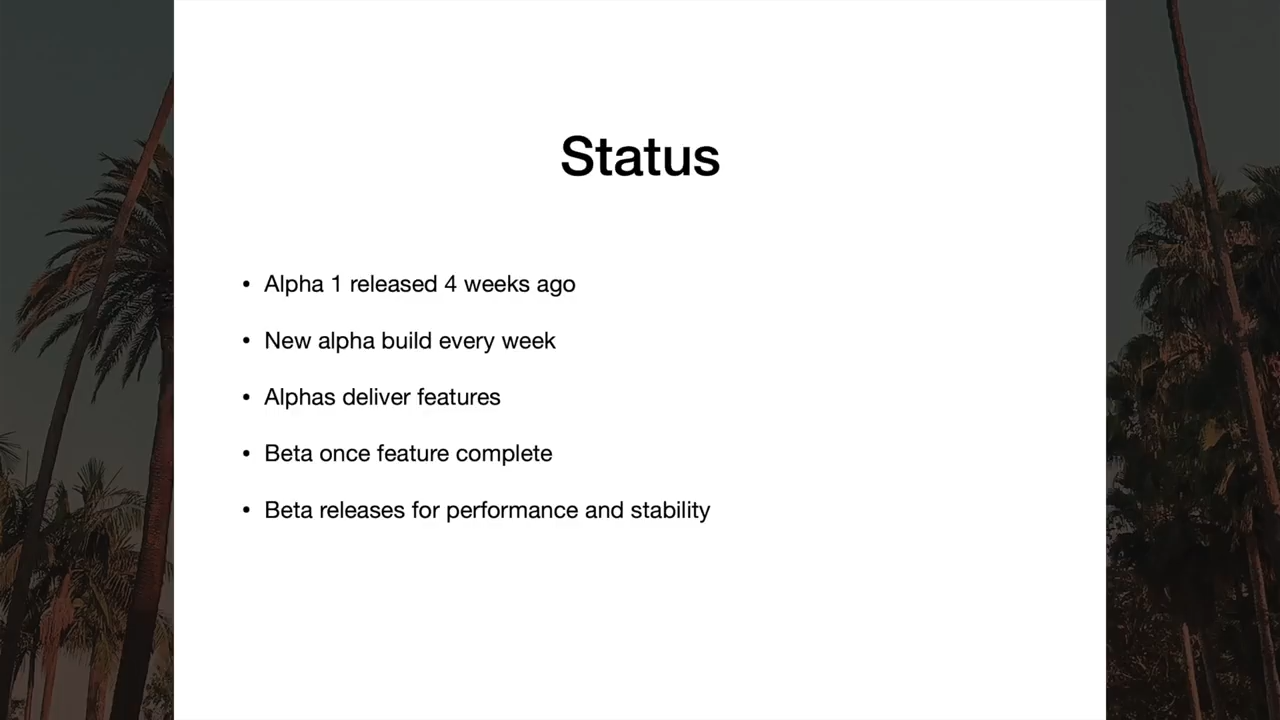 Status
• Alpha 1 released 4 weeks ago
• New alpha build every week
• Alphas deliver features
• Beta once feature complete
• Beta releases for performance and stability